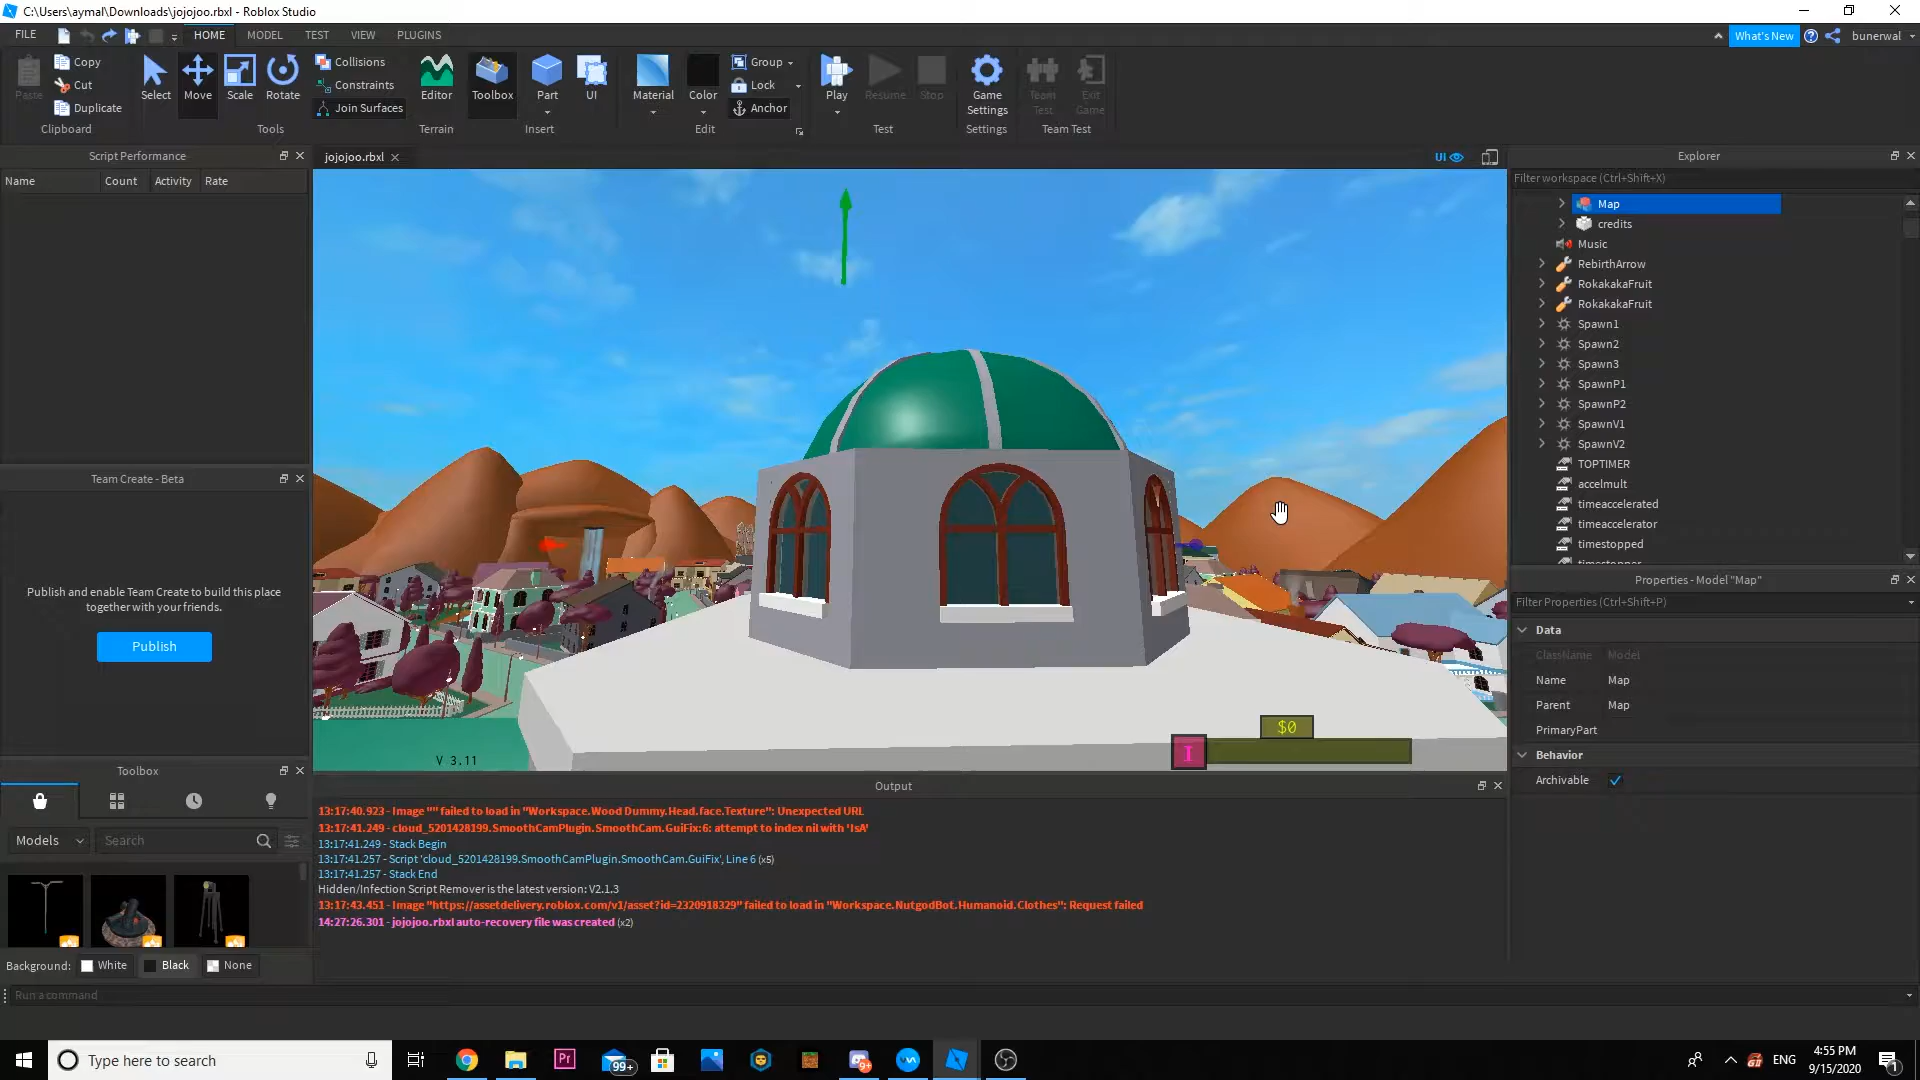 C:\Users\aymal\Downloads\jojojoo.rbxl - Roblox Studio
FILE HOME MODEL TEST VIEW PLUGINS What's New bunerwal
Paste Copy Cut Duplicate Clipboard
Select Move Scale Rotate Collisions Constraints Join Surfaces Tools
Editor Terrain
Toolbox Part UI Insert
Material Color Group Lock Anchor Edit
Play Resume Stop Test
Game Settings Settings
Team Test Exit Game Team Test
Script Performance
Name Count Activity Rate
Team Create - Beta
Publish and enable Team Create to build this place
together with your friends.
Publish
Toolbox
Models Search
Background: White Black None
Run a command
jojojoo.rbxl UI
V 3.11
$0
I
Output
13:17:40.923 - Image "" failed to load in "Workspace.Wood Dummy.Head.face.Texture": Unexpected URL
13:17:41.249 - cloud_5201428199.SmoothCamPlugin.SmoothCam.GuiFix:6: attempt to index nil with 'IsA'
13:17:41.249 - Stack Begin
13:17:41.257 - Script 'cloud_5201428199.SmoothCamPlugin.SmoothCam.GuiFix', Line 6 (x5)
13:17:41.257 - Stack End
Hidden/Infection Script Remover is the latest version: V2.1.3
13:17:43.451 - Image "https://assetdelivery.roblox.com/v1/asset?id=2320918329" failed to load in "Workspace.NutgodBot.Humanoid.Clothes": Request failed
14:27:26.301 - jojojoo.rbxl auto-recovery file was created (x2)
Explorer
Filter workspace (Ctrl+Shift+X)
Map
credits
Music
RebirthArrow
RokakakaFruit
RokakakaFruit
Spawn1
Spawn2
Spawn3
SpawnP1
SpawnP2
SpawnV1
SpawnV2
TOPTIMER
accelmult
timeaccelerated
timeaccelerator
timestopped
timestopper
Properties - Model "Map"
Filter Properties (Ctrl+Shift+P)
Data
ClassName Model
Name Map
Parent Map
PrimaryPart
Behavior
Archivable
Type here to search
Pr
99+
9+
ENG
4:55 PM
9/15/2020
1